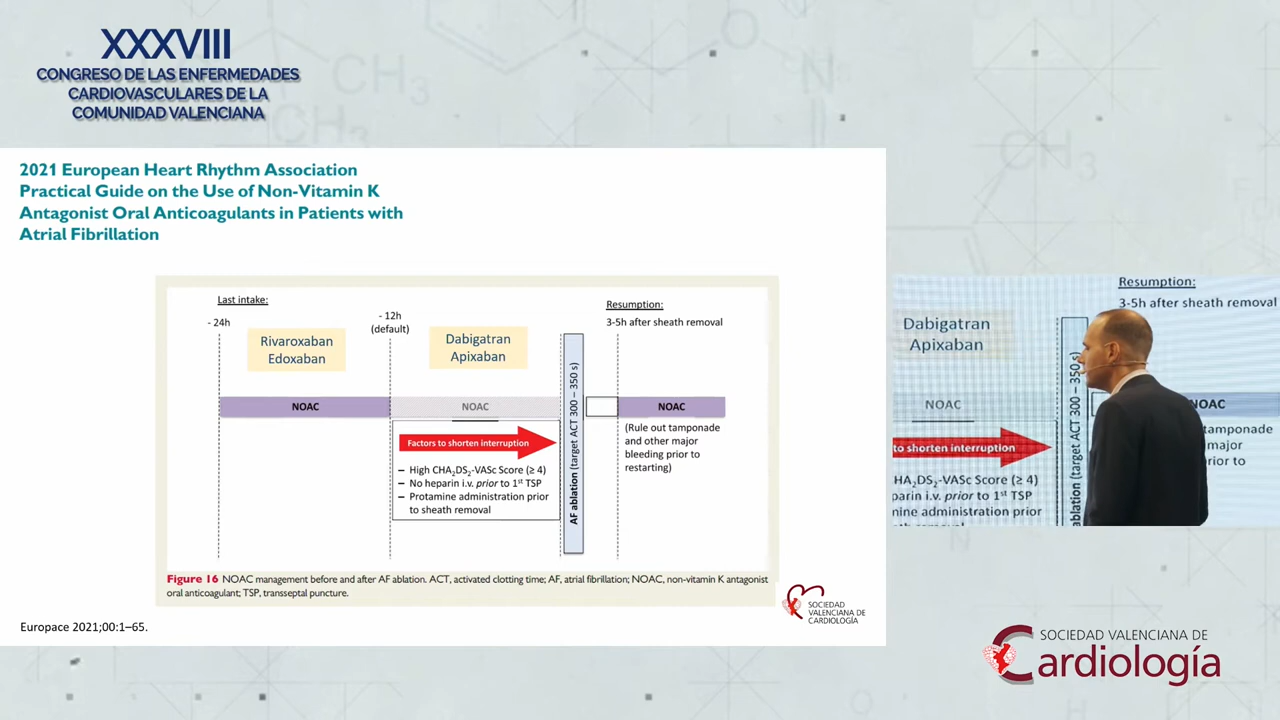 XXXVIII
CONGRESO DE LAS ENFERMEDADES
CARDIOVASCULARES DE LA
COMUNIDAD VALENCIANA
2021 European Heart Rhythm Association
Practical Guide on the Use of Non-Vitamin K
Antagonist Oral Anticoagulants in Patients with
Atrial Fibrillation
Last intake:
- 24h
- 12h
(default)
Rivaroxaban
Edoxaban
Dabigatran
Apixaban
Resumption:
3-5h after sheath removal
NOAC
NOAC
NOAC
Factors to shorten interruption
– High CHA₂DS₂-VASc Score (≥ 4)
– No heparin i.v. prior to 1ˢᵗ TSP
– Protamine administration prior
to sheath removal
AF ablation (target ACT 300 – 350 s)
(Rule out tamponade
and other major
bleeding prior to
restarting)
Figure 16 NOAC management before and after AF ablation. ACT, activated clotting time; AF, atrial fibrillation; NOAC, non-vitamin K antagonist
oral anticoagulant; TSP, transseptal puncture.
SOCIEDAD
VALENCIANA DE
CARDIOLOGÍA
Europace 2021;00:1–65.
Resumption:
3-5h after sheath removal
Dabigatran
Apixaban
NOAC
NOAC
to shorten interruption
HA₂DS₂-VASc Score (≥ 4)
parin i.v. prior to 1ˢᵗ TSP
mine administration prior
ablation (target ACT 300 – 350 s)
tamponade
major
rior to
SOCIEDAD VALENCIANA DE
Cardiología